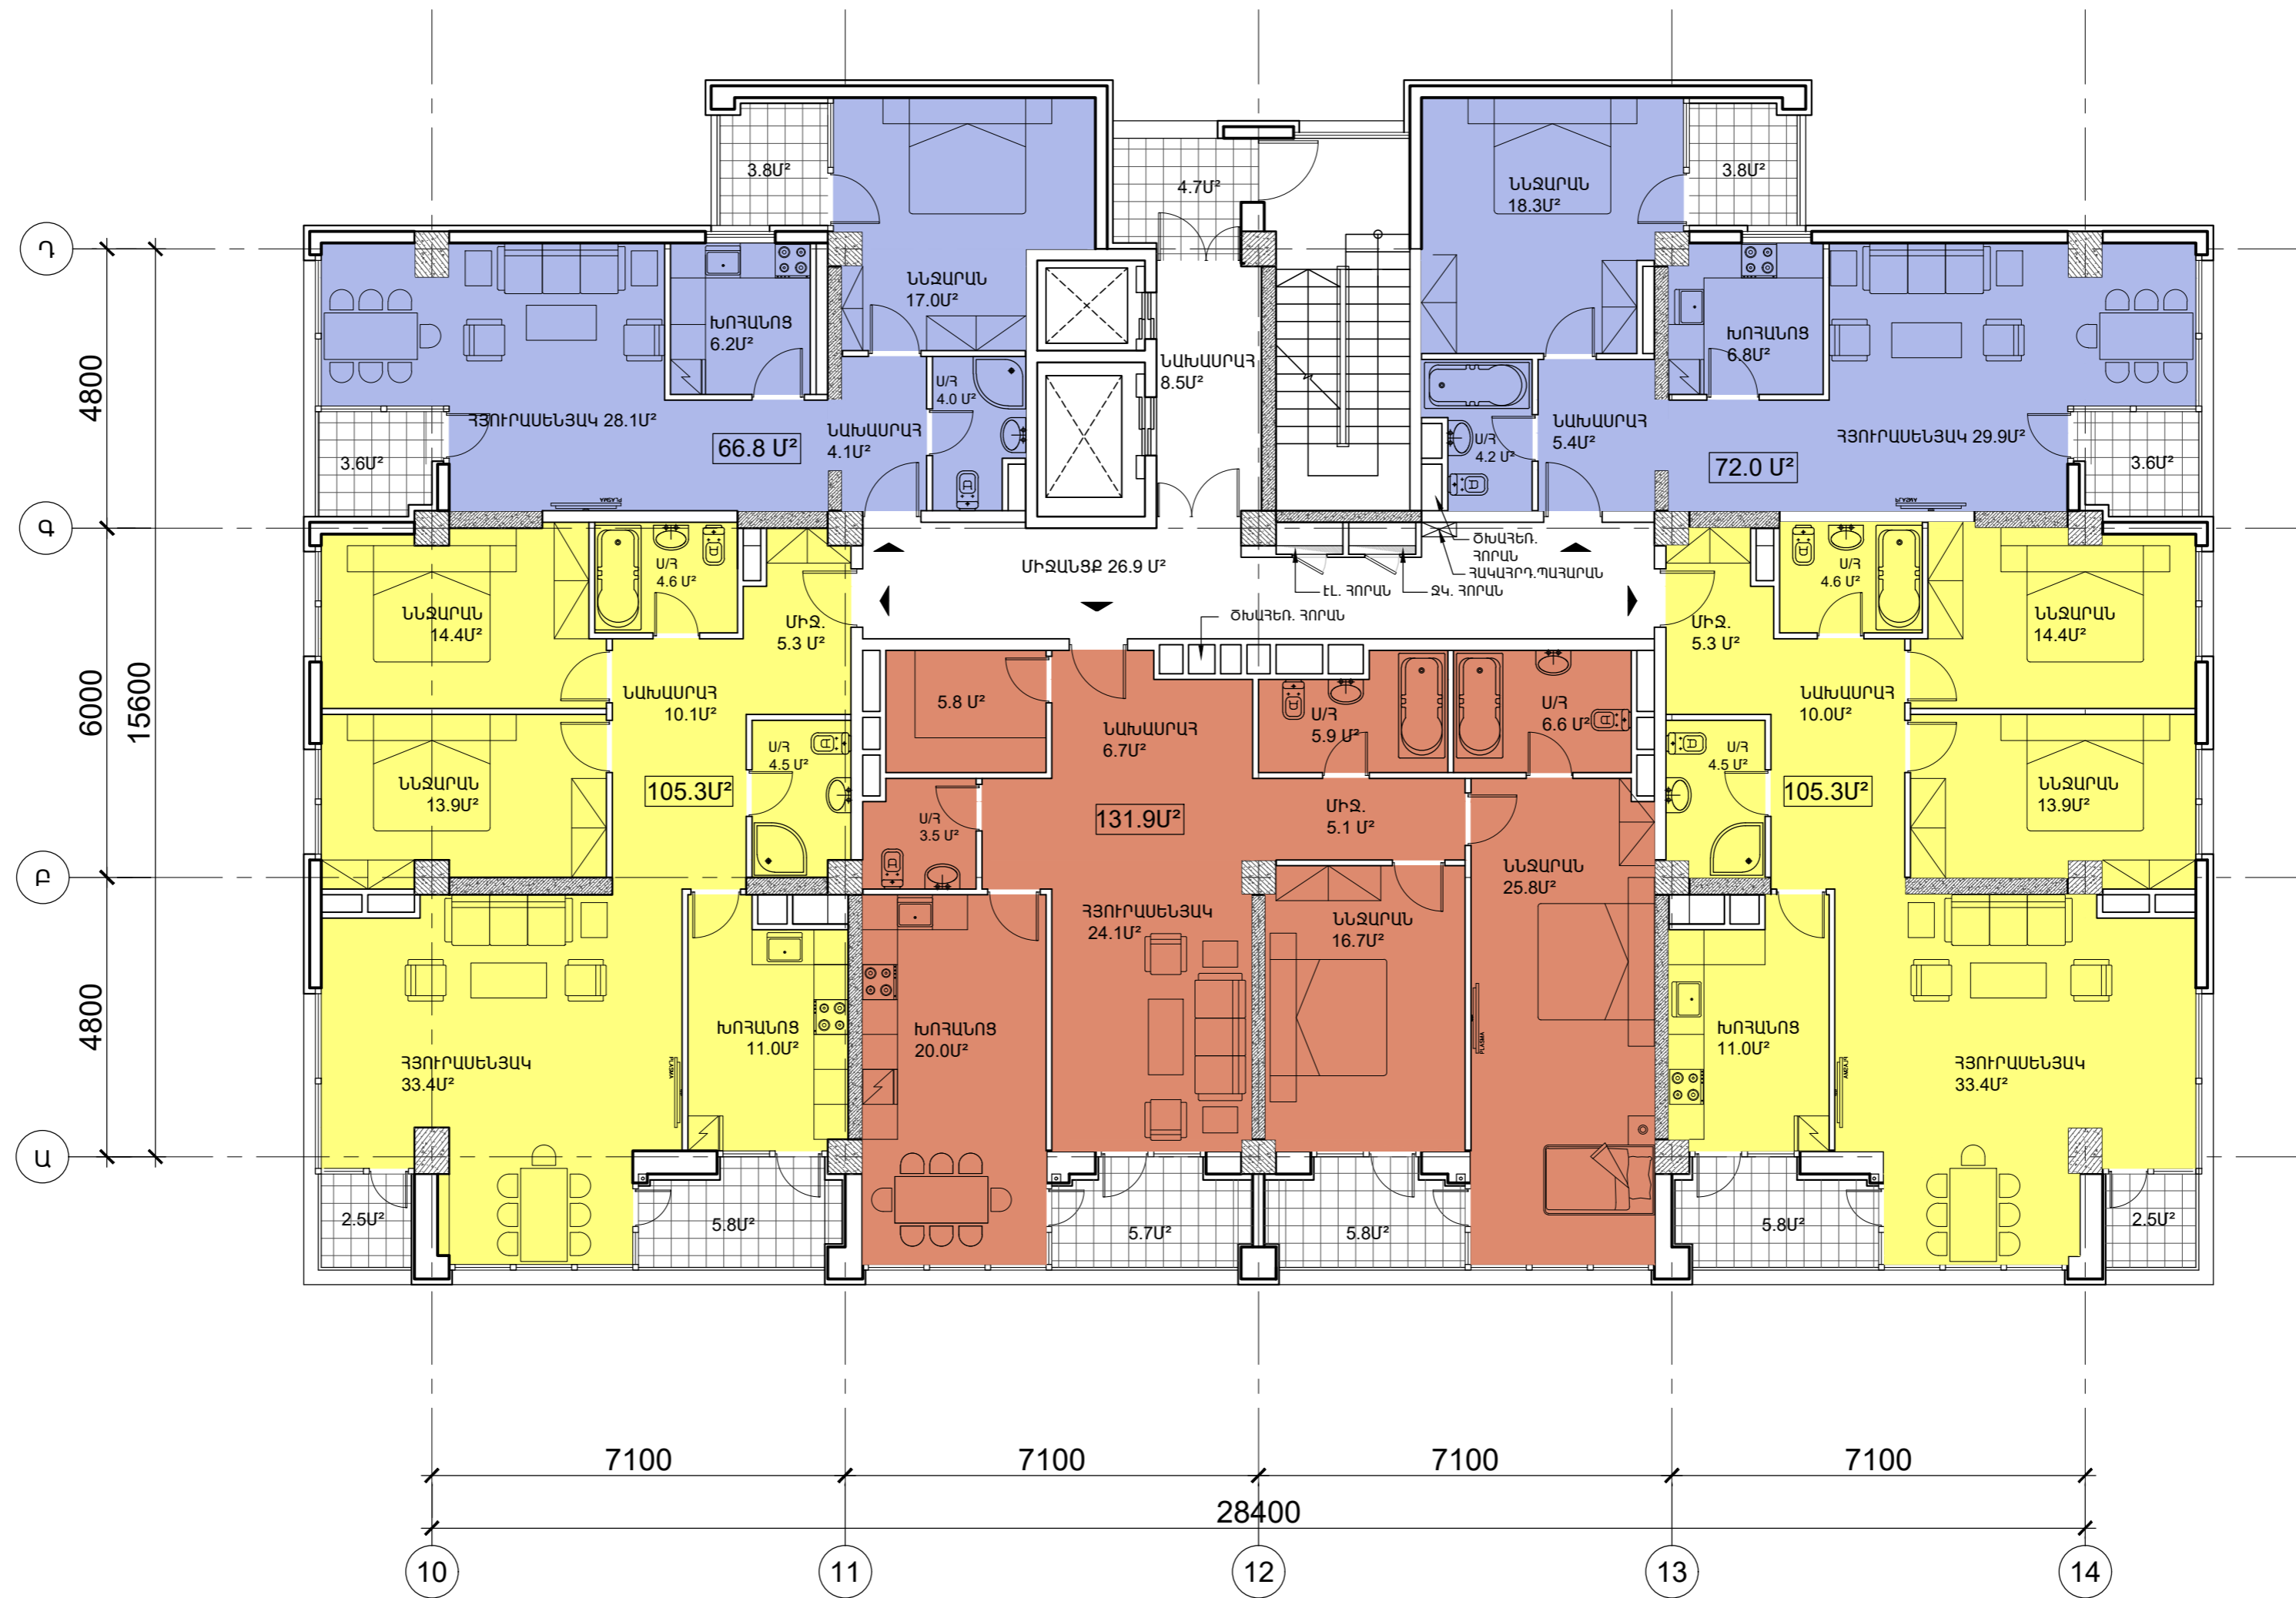 3.8Մ²
4.7Մ²
ՆՆՋԱՐԱՆ
18.3Մ²
3.8Մ²
Դ
ՆՆՋԱՐԱՆ
17.0Մ²
ԽՈՀԱՆՈՑ
6.2Մ²
ՆԱԽԱՍՐԱՀ
8.5Մ²
ԽՈՀԱՆՈՑ
6.8Մ²
Ս/Հ
4.0 Մ²
4800
ՀՅՈՒՐԱՍԵՆՅԱԿ 28.1Մ²
66.8 Մ²
ՆԱԽԱՍՐԱՀ
4.1Մ²
Ս/Հ
4.2 Մ²
ՆԱԽԱՍՐԱՀ
5.4Մ²
ՀՅՈՒՐԱՍԵՆՅԱԿ 29.9Մ²
72.0 Մ²
3.6Մ²
3.6Մ²
PLASMA
PLASMA
Գ
Ս/Հ
4.6 Մ²
ՄԻՋԱՆՑՔ 26.9 Մ²
ԾԽԱՀԵՌ.
ՀՈՐԱՆ
ՀԱԿԱՀՐԴ.ՊԱՀԱՐԱՆ
ԷԼ. ՀՈՐԱՆ
ՋԿ. ՀՈՐԱՆ
ԾԽԱՀԵՌ. ՀՈՐԱՆ
Ս/Հ
4.6 Մ²
ՆՆՋԱՐԱՆ
14.4Մ²
ՄԻՋ.
5.3 Մ²
ՄԻՋ.
5.3 Մ²
ՆՆՋԱՐԱՆ
14.4Մ²
6000
15600
ՆԱԽԱՍՐԱՀ
10.1Մ²
5.8 Մ²
ՆԱԽԱՍՐԱՀ
6.7Մ²
Ս/Հ
5.9 Մ²
Ս/Հ
6.6 Մ²
ՆԱԽԱՍՐԱՀ
10.0Մ²
Ս/Հ
4.5 Մ²
Ս/Հ
4.5 Մ²
ՆՆՋԱՐԱՆ
13.9Մ²
105.3Մ²
131.9Մ²
ՄԻՋ.
5.1 Մ²
105.3Մ²
ՆՆՋԱՐԱՆ
13.9Մ²
Ս/Հ
3.5 Մ²
Բ
ՆՆՋԱՐԱՆ
25.8Մ²
ՀՅՈՒՐԱՍԵՆՅԱԿ
24.1Մ²
ՆՆՋԱՐԱՆ
16.7Մ²
4800
ԽՈՀԱՆՈՑ
11.0Մ²
ԽՈՀԱՆՈՑ
20.0Մ²
PLASMA
ԽՈՀԱՆՈՑ
11.0Մ²
ՀՅՈՒՐԱՍԵՆՅԱԿ
33.4Մ²
PLASMA
PLASMA
ՀՅՈՒՐԱՍԵՆՅԱԿ
33.4Մ²
Ա
2.5Մ²
5.8Մ²
5.7Մ²
5.8Մ²
5.8Մ²
2.5Մ²
7100
7100
7100
7100
28400
10
11
12
13
14